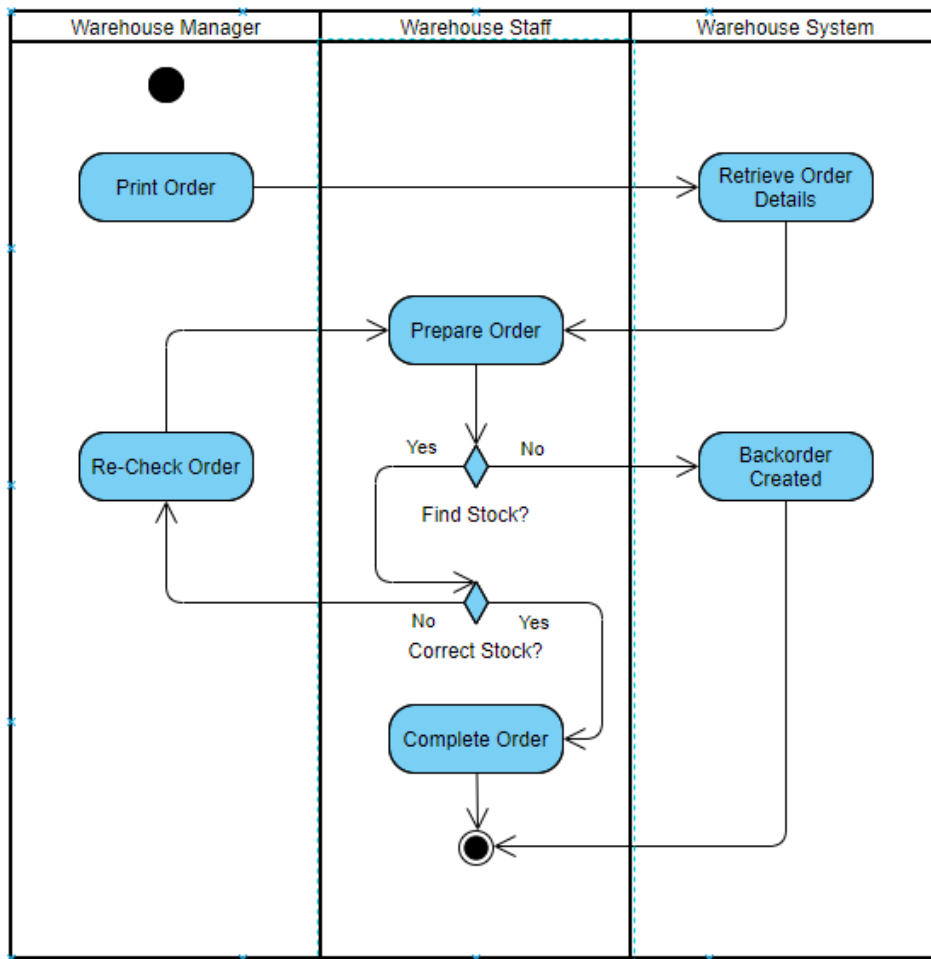 Warehouse Manager
Warehouse Staff
Warehouse System
Print Order
Retrieve Order
Details
Prepare Order
Yes
No
Re-Check Order
Backorder
Created
Find Stock?
No
Yes
Correct Stock?
Complete Order